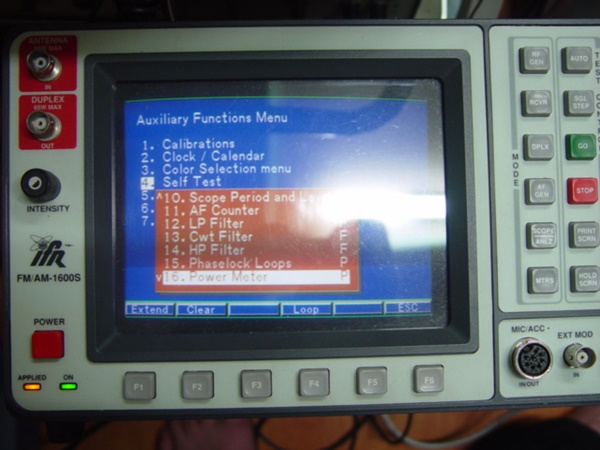 ANTENNA
IN
DUPLEX
OUT
INTENSITY
IFR
FM/AM-1600S
POWER
APPLIED ON
Auxiliary Functions Menu
1. Calibrations
2. Clock / Calendar
3. Color Selection menu
4. Self Test
5.
6.
7.
^10. Scope Period and
11. AF Counter
12. LP Filter
13. Cwt Filter F
14. HP Filter F
15. Phaselock Loops P
v16. Power Meter P
Extend Clear Loop ESC
F1 F2 F3 F4 F5 F6
MODE
RF GEN
AUTO
RCVR
SGL STEP
DPLX
GO
AF GEN
STOP
SCOPE ANLZ
PRINT SCRN
MTRS
HOLD SCRN
MIC/ACC
IN/OUT
EXT MOD
IN